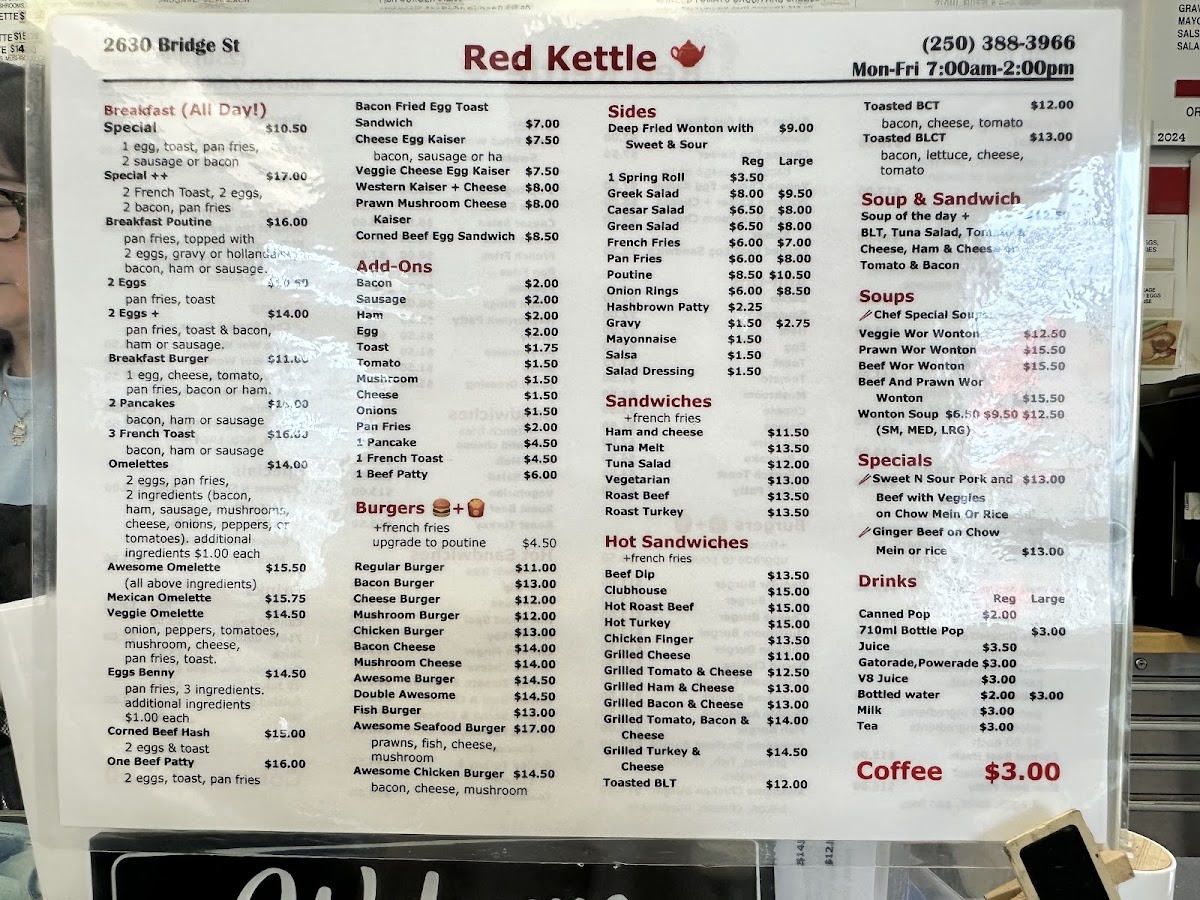 2630 Bridge St
Red Kettle
(250) 388-3966
Mon-Fri 7:00am-2:00pm
Breakfast (All Day!)
Special $10.50
1 egg, toast, pan fries,
2 sausage or bacon
Special ++ $17.00
2 French Toast, 2 eggs,
2 bacon, pan fries
Breakfast Poutine $16.00
pan fries, topped with
2 eggs, gravy or hollandaise,
bacon, ham or sausage.
2 Eggs
pan fries, toast
2 Eggs + $14.00
pan fries, toast & bacon,
ham or sausage.
Breakfast Burger $11.00
1 egg, cheese, tomato,
pan fries, bacon or ham.
2 Pancakes
bacon, ham or sausage
3 French Toast $16.00
bacon, ham or sausage
Omelettes $14.00
2 eggs, pan fries,
2 ingredients (bacon,
ham, sausage, mushrooms,
cheese, onions, peppers, or
tomatoes). additional
ingredients $1.00 each
Awesome Omelette $15.50
(all above ingredients)
Mexican Omelette $15.75
Veggie Omelette $14.50
onion, peppers, tomatoes,
mushroom, cheese,
pan fries, toast.
Eggs Benny $14.50
pan fries, 3 ingredients.
additional ingredients
$1.00 each
Corned Beef Hash $15.00
2 eggs & toast
One Beef Patty $16.00
2 eggs, toast, pan fries
Bacon Fried Egg Toast
Sandwich $7.00
Cheese Egg Kaiser $7.50
bacon, sausage or ha
Veggie Cheese Egg Kaiser $7.50
Western Kaiser + Cheese $8.00
Prawn Mushroom Cheese $8.00
Kaiser
Corned Beef Egg Sandwich $8.50
Add-Ons
Bacon $2.00
Sausage $2.00
Ham $2.00
Egg $2.00
Toast $1.75
Tomato $1.50
Mushroom $1.50
Cheese $1.50
Onions $1.50
Pan Fries $2.00
1 Pancake $4.50
1 French Toast $4.50
1 Beef Patty $6.00
Burgers +
+french fries
upgrade to poutine $4.50
Regular Burger $11.00
Bacon Burger $13.00
Cheese Burger $12.00
Mushroom Burger $12.00
Chicken Burger $13.00
Bacon Cheese $14.00
Mushroom Cheese $14.00
Awesome Burger $14.50
Double Awesome $14.50
Fish Burger $13.00
Awesome Seafood Burger $17.00
prawns, fish, cheese,
mushroom
Awesome Chicken Burger $14.50
bacon, cheese, mushroom
Sides
Deep Fried Wonton with $9.00
Sweet & Sour
Reg Large
1 Spring Roll $3.50
Greek Salad $8.00 $9.50
Caesar Salad $6.50 $8.00
Green Salad $6.50 $8.00
French Fries $6.00 $7.00
Pan Fries $6.00 $8.00
Poutine $8.50 $10.50
Onion Rings $6.00 $8.50
Hashbrown Patty $2.25
Gravy $1.50 $2.75
Mayonnaise $1.50
Salsa $1.50
Salad Dressing $1.50
Sandwiches
+french fries
Ham and cheese $11.50
Tuna Melt $13.50
Tuna Salad $12.00
Vegetarian $13.00
Roast Beef $13.50
Roast Turkey $13.50
Hot Sandwiches
+french fries
Beef Dip $13.50
Clubhouse $15.00
Hot Roast Beef $15.00
Hot Turkey $15.00
Chicken Finger $13.50
Grilled Cheese $11.00
Grilled Tomato & Cheese $12.50
Grilled Ham & Cheese $13.00
Grilled Bacon & Cheese $13.00
Grilled Tomato, Bacon & $14.00
Cheese
Grilled Turkey & $14.50
Cheese
Toasted BLT $12.00
Toasted BCT $12.00
bacon, cheese, tomato
Toasted BLCT $13.00
bacon, lettuce, cheese,
tomato
Soup & Sandwich
Soup of the day + $12.50
BLT, Tuna Salad, Tomato &
Cheese, Ham & Cheese or
Tomato & Bacon
Soups
Chef Special Soups
Veggie Wor Wonton $12.50
Prawn Wor Wonton $15.50
Beef Wor Wonton $15.50
Beef And Prawn Wor
Wonton $15.50
Wonton Soup $6.50 $9.50 $12.50
(SM, MED, LRG)
Specials
Sweet N Sour Pork and $13.00
Beef with Veggies
on Chow Mein Or Rice
Ginger Beef on Chow
Mein or rice $13.00
Drinks
Reg Large
Canned Pop $2.00
710ml Bottle Pop $3.00
Juice $3.50
Gatorade,Powerade $3.00
V8 Juice $3.00
Bottled water $2.00 $3.00
Milk $3.00
Tea $3.00
Coffee $3.00
2024